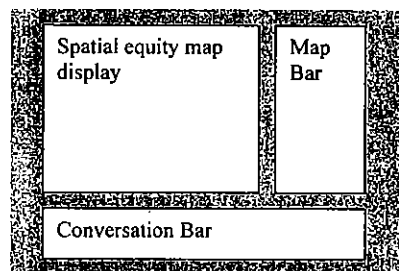 Spatial equity map
display
Map
Bar
Conversation Bar